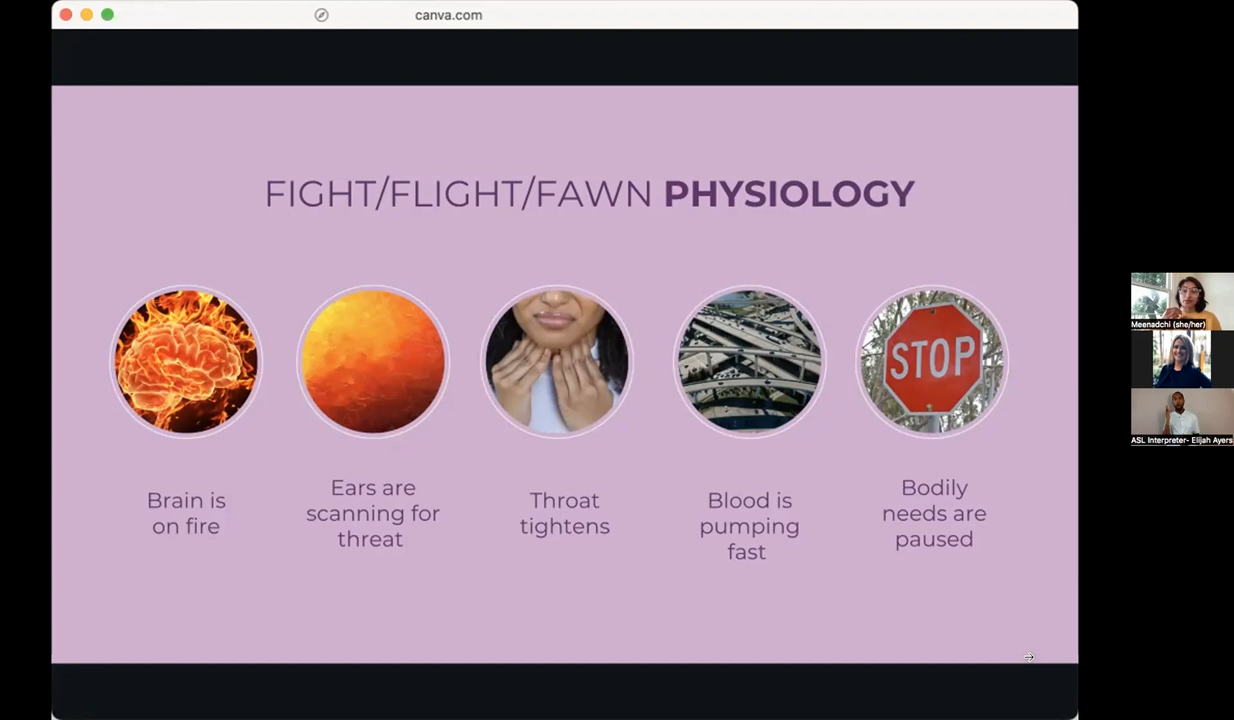 canva.com
FIGHT/FLIGHT/FAWN PHYSIOLOGY
STOP
Brain is
on fire
Ears are
scanning for
threat
Throat
tightens
Blood is
pumping
fast
Bodily
needs are
paused
Meenadchi (she/her)
ASL Interpreter- Elijah Ayers